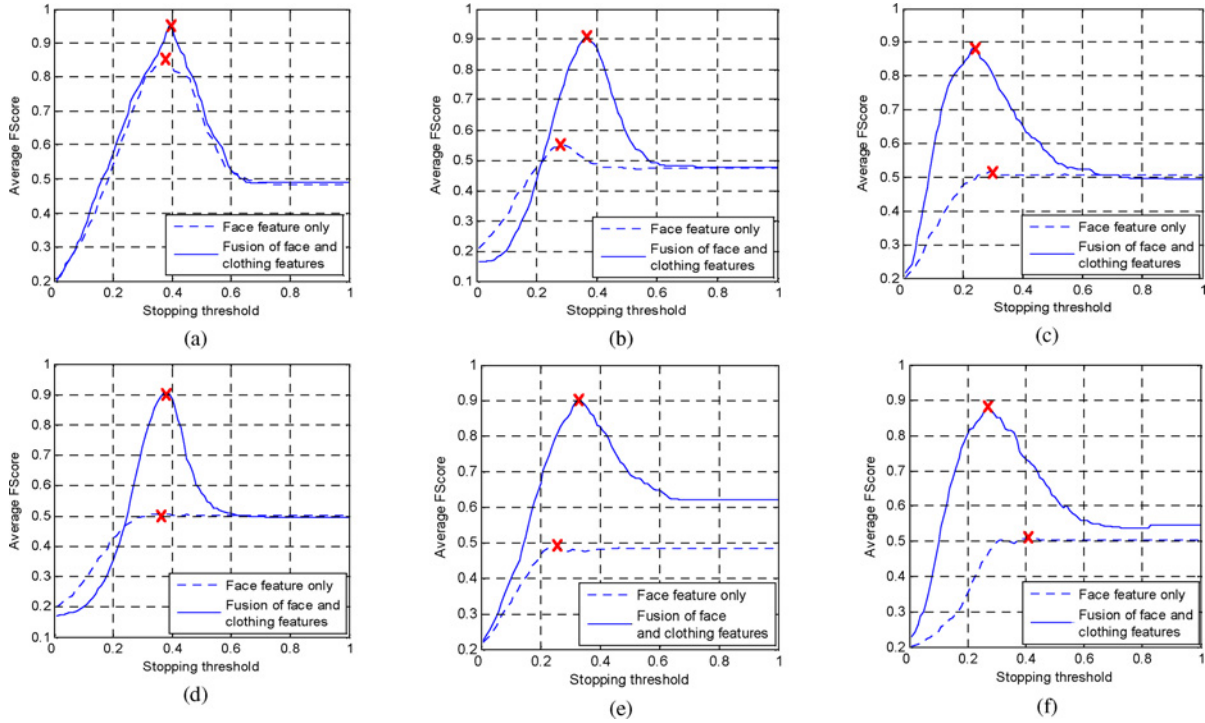 1
0.9
0.8
0.7
0.6
0.5
0.4
0.3
0.2
0 0.2 0.4 0.6 0.8 1
Average FScore
Stopping threshold
Face feature only
Fusion of face and
clothing features
(a)
1
0.9
0.8
0.7
0.6
0.5
0.4
0.3
0.2
0.1
0 0.2 0.4 0.6 0.8 1
Average FScore
Stopping threshold
Face feature only
Fusion of face and
clothing features
(b)
1
0.9
0.8
0.7
0.6
0.5
0.4
0.3
0.2
0 0.2 0.4 0.6 0.8 1
Average FScore
Stopping threshold
Face feature only
Fusion of face and
clothing features
(c)
1
0.9
0.8
0.7
0.6
0.5
0.4
0.3
0.2
0.1
0 0.2 0.4 0.6 0.8 1
Average FScore
Stopping threshold
Face feature only
Fusion of face and
clothing features
(d)
1
0.9
0.8
0.7
0.6
0.5
0.4
0.3
0.2
0 0.2 0.4 0.6 0.8 1
Average FScore
Stopping threshold
Face feature only
Fusion of face
and clothing features
(e)
1
0.9
0.8
0.7
0.6
0.5
0.4
0.3
0.2
0 0.2 0.4 0.6 0.8 1
Average FScore
Stopping threshold
Face feature only
Fusion of face and
clothing features
(f)